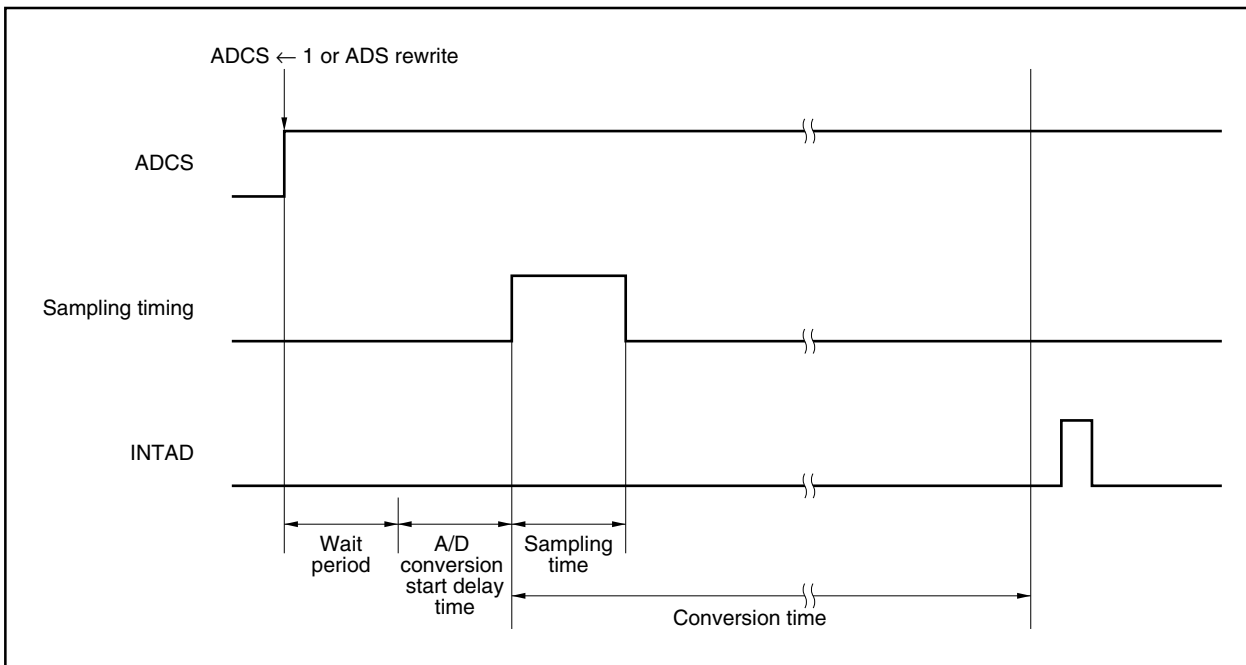 ADCS ← 1 or ADS rewrite
ADCS
Sampling timing
INTAD
Wait
period
A/D
conversion
start delay
time
Sampling
time
Conversion time